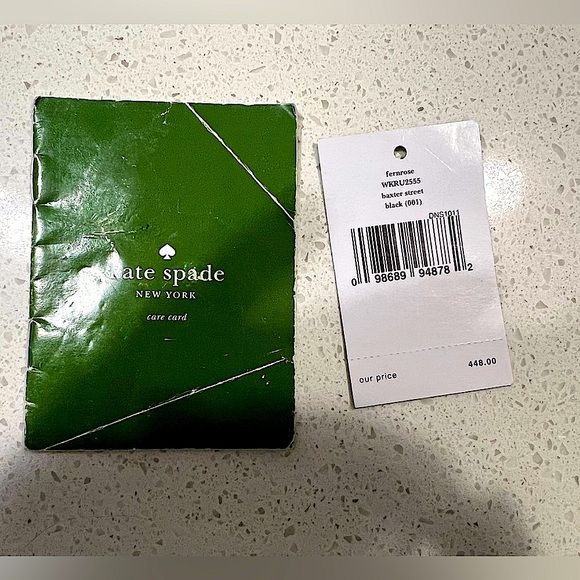 kate spade
NEW YORK
care card
fernrose
WKRU2555
baxter street
black (001)
DNS1011
0 98689 94878 2
our price 448.00